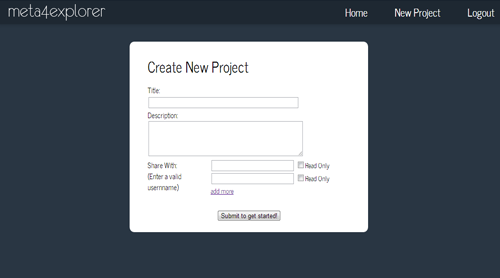 meta4explorer
Home New Project Logout
Create New Project
Title:
Description:
Share With: Read Only
(Enter a valid Read Only
username)
add more
Submit to get started!